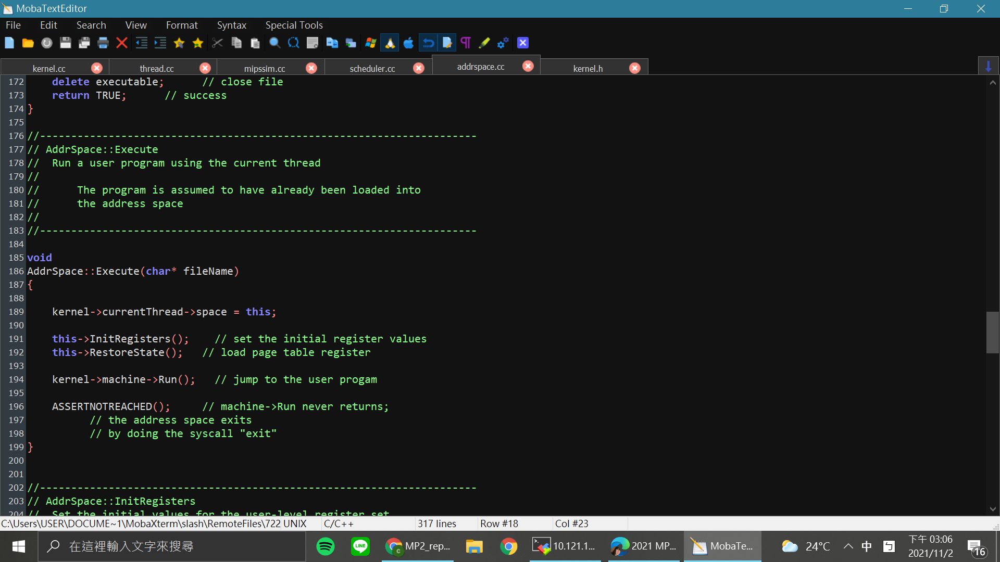 MobaTextEditor
File Edit Search View Format Syntax Special Tools
kernel.cc thread.cc mipssim.cc scheduler.cc addrspace.cc kernel.h
172 delete executable; // close file
173 return TRUE; // success
174 }
175
176 //----------------------------------------------------------------------
177 // AddrSpace::Execute
178 // Run a user program using the current thread
179 //
180 // The program is assumed to have already been loaded into
181 // the address space
182 //
183 //----------------------------------------------------------------------
184
185 void
186 AddrSpace::Execute(char* fileName)
187 {
188
189 kernel->currentThread->space = this;
190
191 this->InitRegisters(); // set the initial register values
192 this->RestoreState(); // load page table register
193
194 kernel->machine->Run(); // jump to the user progam
195
196 ASSERTNOTREACHED(); // machine->Run never returns;
197 // the address space exits
198 // by doing the syscall "exit"
199 }
200
201
202 //----------------------------------------------------------------------
203 // AddrSpace::InitRegisters
204 // Set the initial values for the user-level register set
C:\Users\USER\DOCUME~1\MobaXterm\slash\RemoteFiles\722 UNIX C/C++ 317 lines Row #18 Col #23
在這裡輸入文字來搜尋 LINE C MP2_rep... 10.121.1... 2021 MP... MobaTe... 24°C 中 ㄅ 下午 03:06
2021/11/2 16